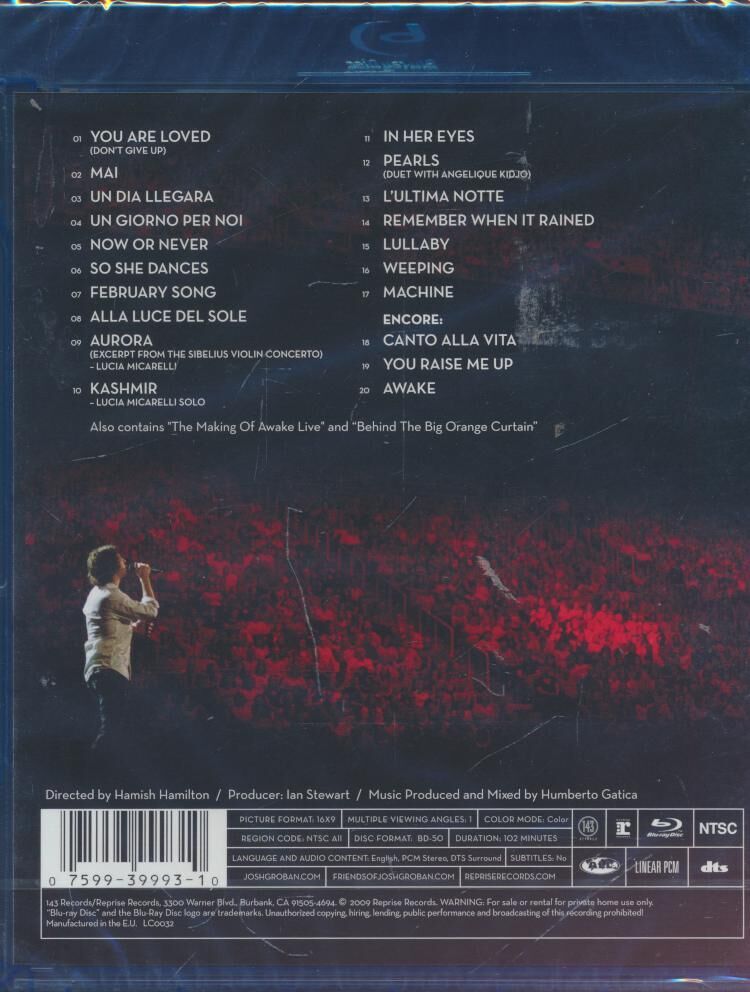 Blu-ray Disc
01 YOU ARE LOVED
(DON'T GIVE UP)
02 MAI
03 UN DIA LLEGARA
04 UN GIORNO PER NOI
05 NOW OR NEVER
06 SO SHE DANCES
07 FEBRUARY SONG
08 ALLA LUCE DEL SOLE
09 AURORA
(EXCERPT FROM THE SIBELIUS VIOLIN CONCERTO)
– LUCIA MICARELLI
10 KASHMIR
– LUCIA MICARELLI SOLO
11 IN HER EYES
12 PEARLS
(DUET WITH ANGELIQUE KIDJO)
13 L'ULTIMA NOTTE
14 REMEMBER WHEN IT RAINED
15 LULLABY
16 WEEPING
17 MACHINE
ENCORE:
18 CANTO ALLA VITA
19 YOU RAISE ME UP
20 AWAKE
Also contains "The Making Of Awake Live" and "Behind The Big Orange Curtain"
Directed by Hamish Hamilton / Producer: Ian Stewart / Music Produced and Mixed by Humberto Gatica
0 7599-39993-1 0
PICTURE FORMAT: 16X9 MULTIPLE VIEWING ANGLES: 1 COLOR MODE: Color
REGION CODE: NTSC All DISC FORMAT: BD-50 DURATION: 102 MINUTES
LANGUAGE AND AUDIO CONTENT: English, PCM Stereo, DTS Surround SUBTITLES: No
JOSHGROBAN.COM FRIENDSOFJOSHGROBAN.COM REPRISERECORDS.COM
143 r Blu-ray Disc NTSC
LINEAR PCM dts
143 Records/Reprise Records, 3300 Warner Blvd., Burbank, CA 91505-4694. © 2009 Reprise Records. WARNING: For sale or rental for private home use only.
"Blu-ray Disc" and the Blu-Ray Disc logo are trademarks. Unauthorized copying, hiring, lending, public performance and broadcasting of this recording prohibited!
Manufactured in the E.U. LC0032